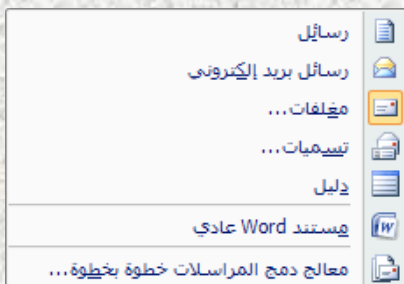 رسائل
رسائل بريد إلكتروني
مغلفات...
تسميات...
دليل
مستند Word عادي
معالج دمج المراسلات خطوة بخطوة...